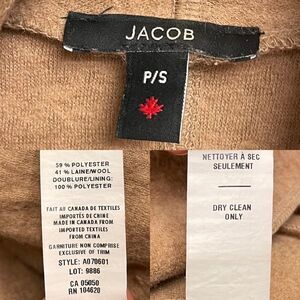 JACOB
P/S
59 % POLYESTER
41 % LAINE/WOOL
DOUBLURE/LINING:
100 % POLYESTER
FAIT AU CANADA DE TEXTILES
IMPORTÉS DE CHINE
MADE IN CANADA FROM
IMPORTED TEXTILES
FROM CHINA
GARNITURE NON COMPRISE
EXCLUSIVE OF TRIM
STYLE: A070601
LOT: 9886
CA 05050
RN 104620
NETTOYER À SEC
SEULEMENT
DRY CLEAN
ONLY